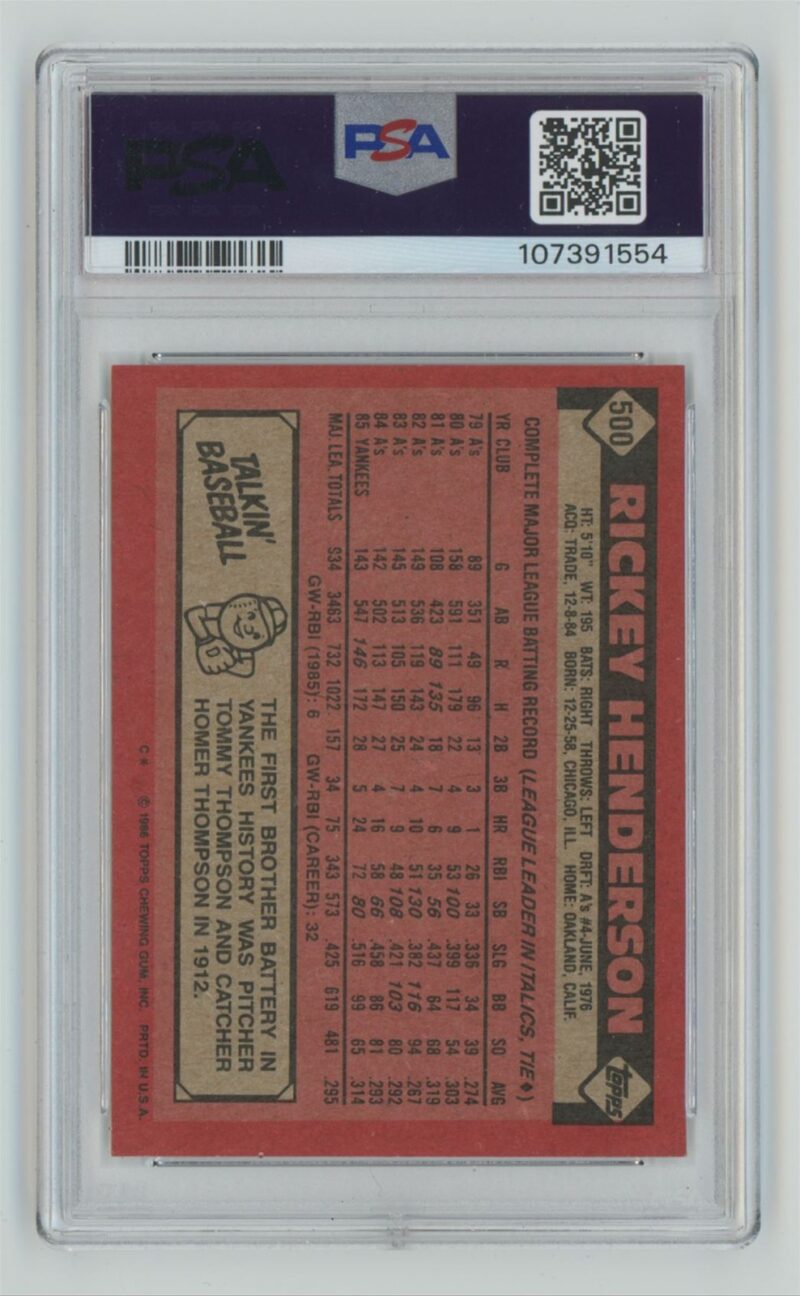 PSA
PSA
107391554
500
RICKEY HENDERSON
topps
HT: 5'10" WT: 195 BATS: RIGHT THROWS: LEFT DRFT: A's #4-JUNE, 1976
ACQ: TRADE, 12-8-84 BORN: 12-25-58, CHICAGO, ILL. HOME: OAKLAND, CALIF.
COMPLETE MAJOR LEAGUE BATTING RECORD (LEAGUE LEADER IN ITALICS, TIE ♦)
YR CLUB G AB R H 2B 3B HR RBI SB SLG BB SO AVG
79 A's 89 351 49 96 13 3 1 26 33 .336 34 39 .274
80 A's 158 591 111 179 22 4 9 53 100 .399 117 54 .303
81 A's 108 423 89 135 18 7 6 35 56 .437 64 68 .319
82 A's 149 536 119 143 24 4 10 51 130 .382 116 94 .267
83 A's 145 513 105 150 25 7 9 48 108 .421 103 80 .292
84 A's 142 502 113 147 27 4 16 58 66 .458 86 81 .293
85 YANKEES 143 547 146 172 28 5 24 72 80 .516 99 65 .314
MAJ. LEA. TOTALS 934 3463 732 1022 157 34 75 343 573 .425 619 481 .295
GW-RBI (1985): 6 GW-RBI (CAREER): 32
TALKIN'
BASEBALL
THE FIRST BROTHER BATTERY IN
YANKEES HISTORY WAS PITCHER
TOMMY THOMPSON AND CATCHER
HOMER THOMPSON IN 1912.
C* © 1986 TOPPS CHEWING GUM, INC. PRTD. IN U.S.A.